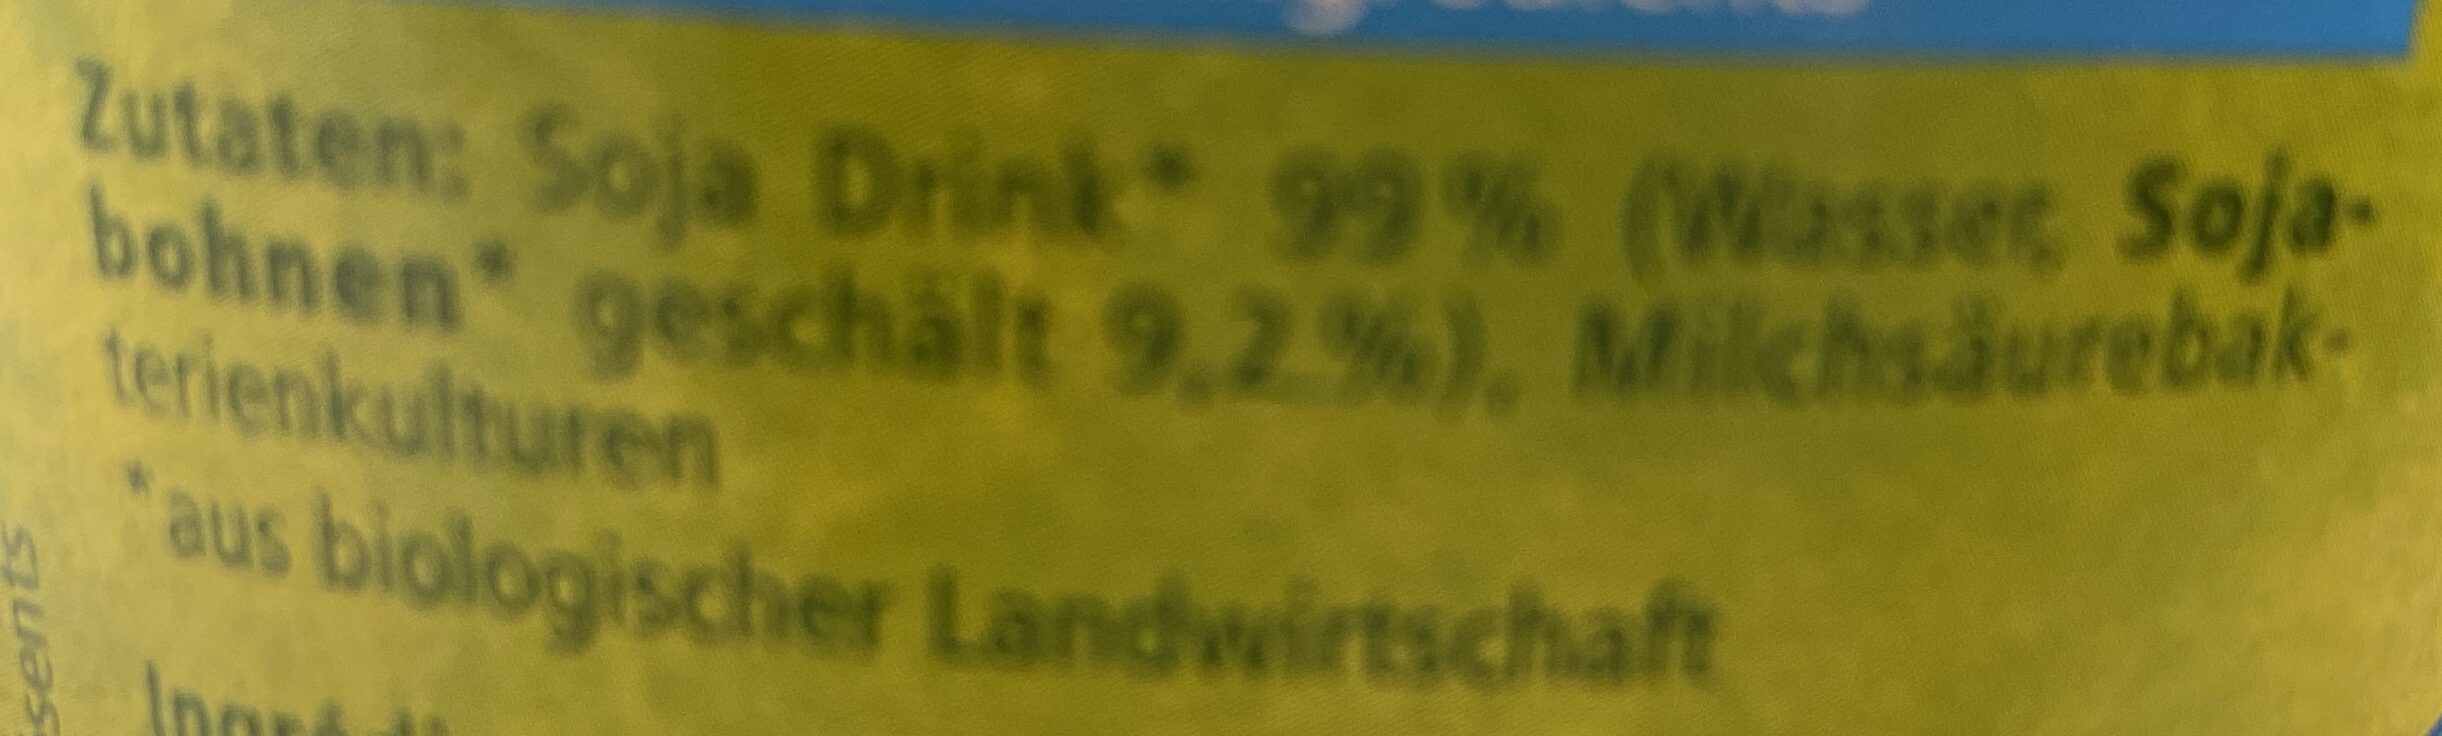 Zutaten: Soja Drink* 99% (Wasser, Soja-
bohnen* geschält 9,2%), Milchsäurebak-
terienkulturen
*aus biologischer Landwirtschaft